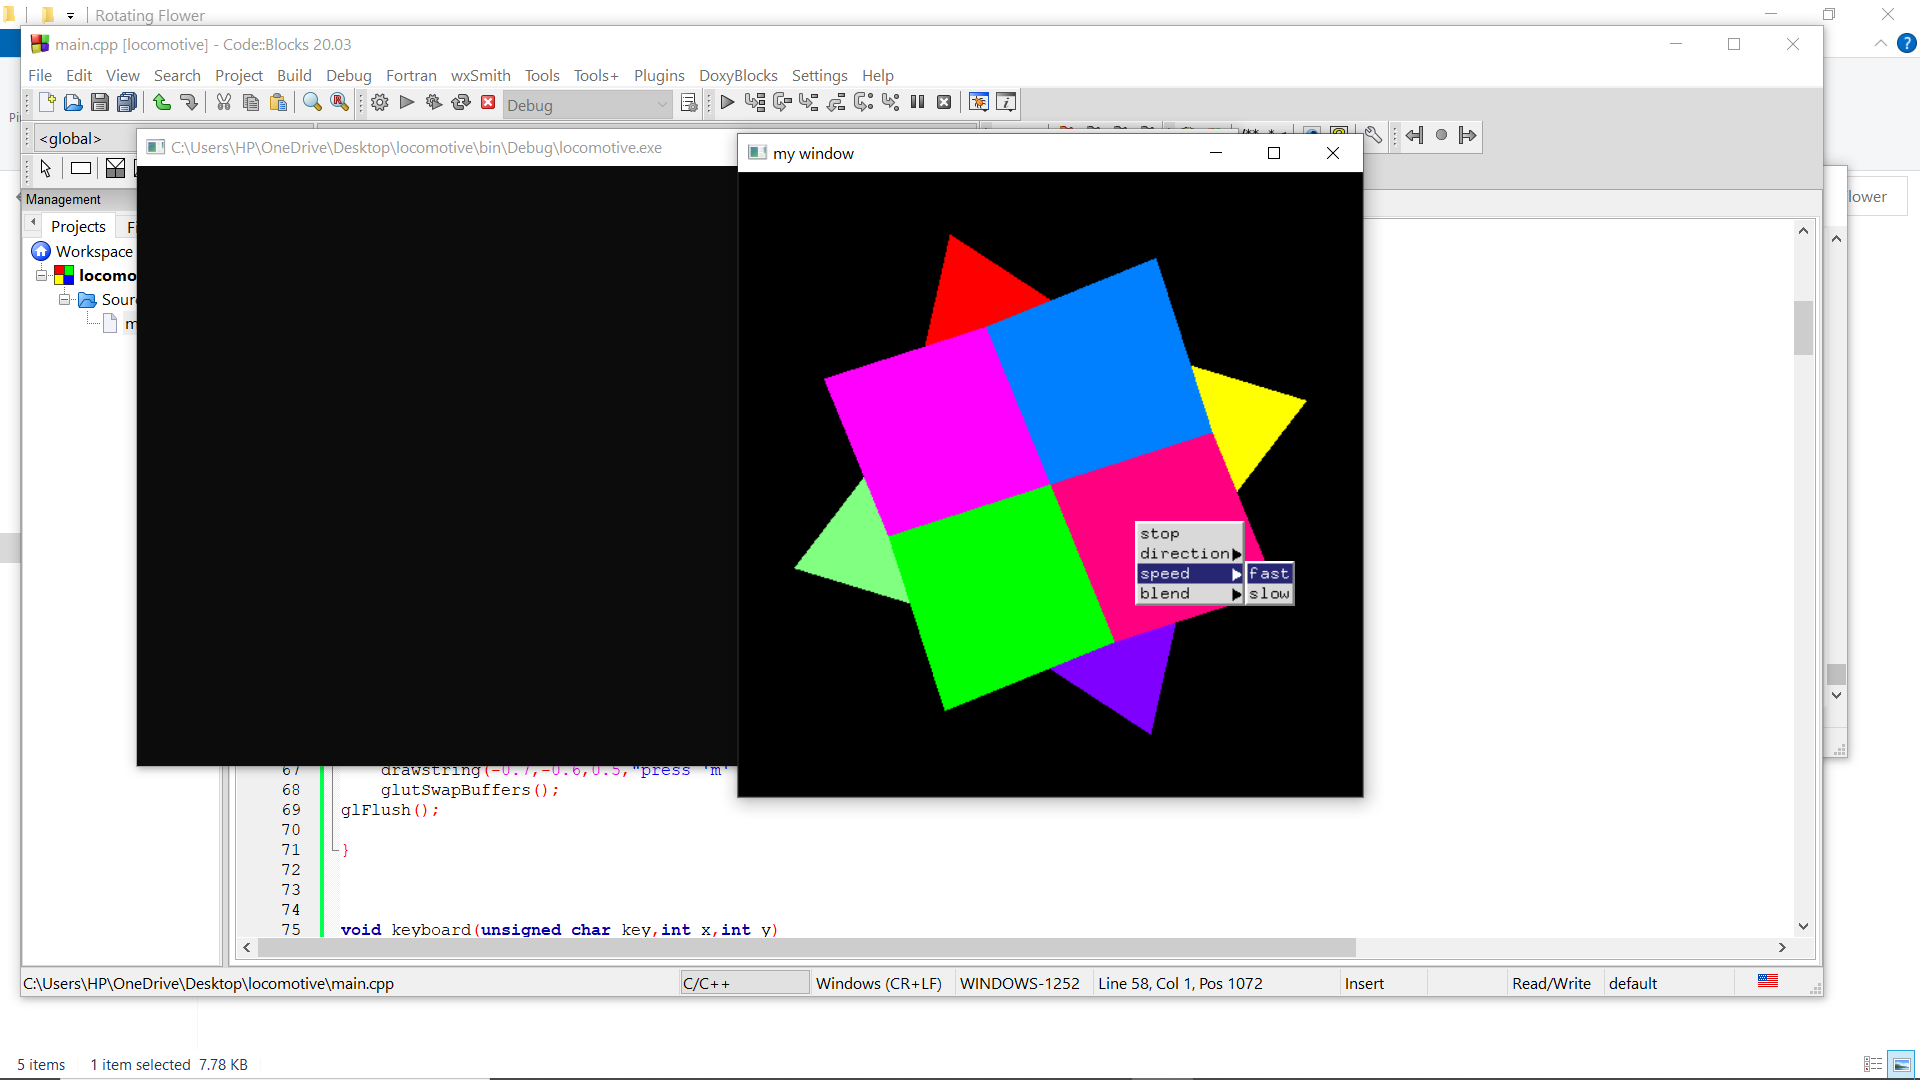 Rotating Flower
main.cpp [locomotive] - Code::Blocks 20.03
File Edit View Search Project Build Debug Fortran wxSmith Tools Tools+ Plugins DoxyBlocks Settings Help
Debug
<global>
C:\Users\HP\OneDrive\Desktop\locomotive\bin\Debug\locomotive.exe
my window
Management
lower
Projects
Workspace
locomo
Sour
m
stop
direction
speed
fast
blend
slow
67 drawstring(-0.7,-0.6,0.5,"press 'm'
68 glutSwapBuffers();
69 glFlush();
70
71 }
72
73
74
75 void keyboard(unsigned char key,int x,int y)
C:\Users\HP\OneDrive\Desktop\locomotive\main.cpp C/C++ Windows (CR+LF) WINDOWS-1252 Line 58, Col 1, Pos 1072 Insert Read/Write default
5 items 1 item selected 7.78 KB